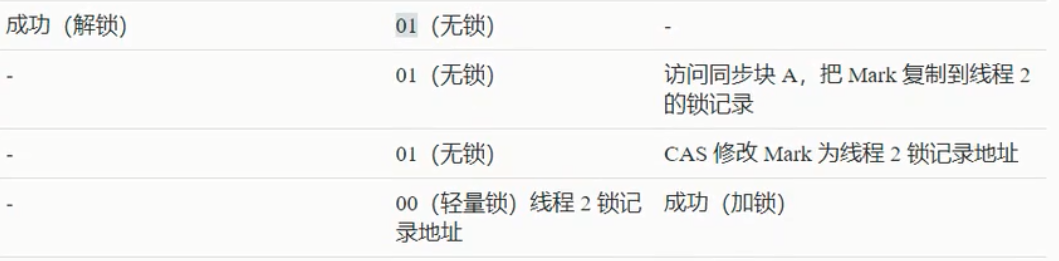 成功（解锁） 01（无锁） -
- 01（无锁） 访问同步块 A，把 Mark 复制到线程 2
的锁记录
- 01（无锁） CAS 修改 Mark 为线程 2 锁记录地址
- 00（轻量锁）线程 2 锁记 成功（加锁）
录地址